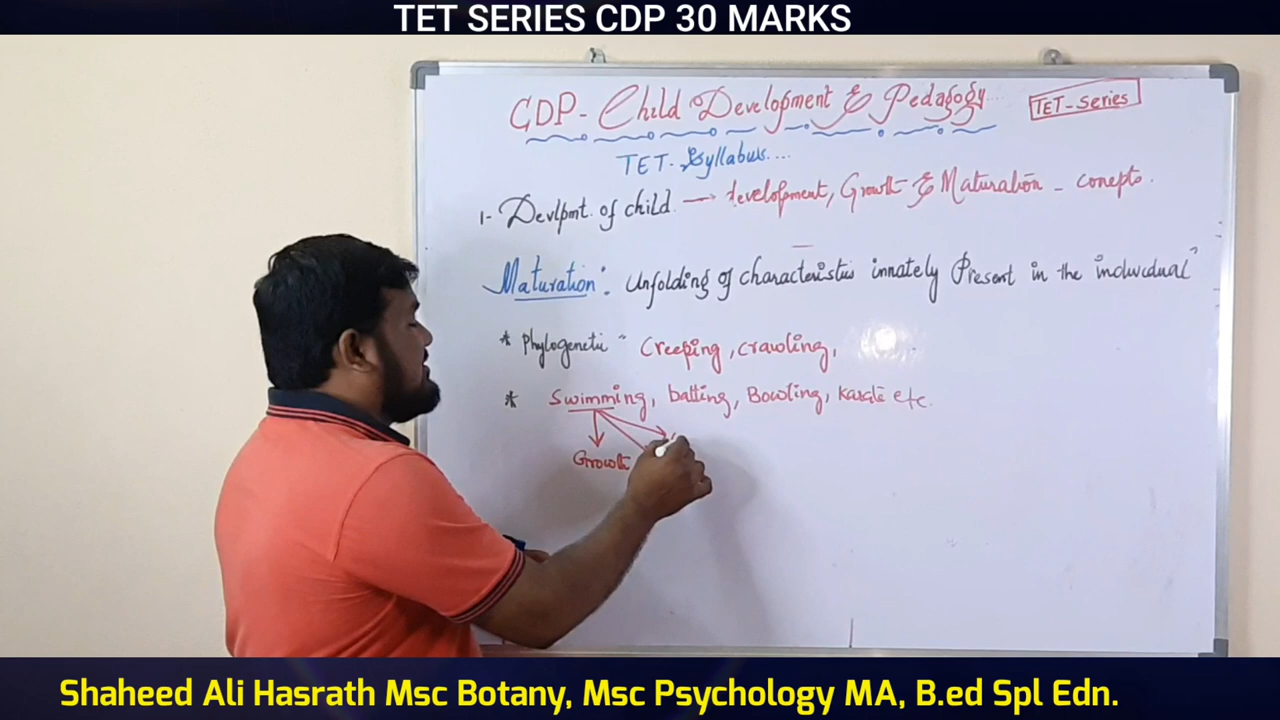 TET SERIES CDP 30 MARKS
CDP - Child Development & Pedagogy...
TET-Series
TET- Syllabus....
1- Devlpmt. of child. → development, Growth & Maturation - conepts.
Maturation: Unfolding of characteristics innately Present in the individual"
* Phylogenetic " Creeping, crawling,
* Swimming, batting, Bowling, Karate etc.
Growth
Shaheed Ali Hasrath Msc Botany, Msc Psychology MA, B.ed Spl Edn.